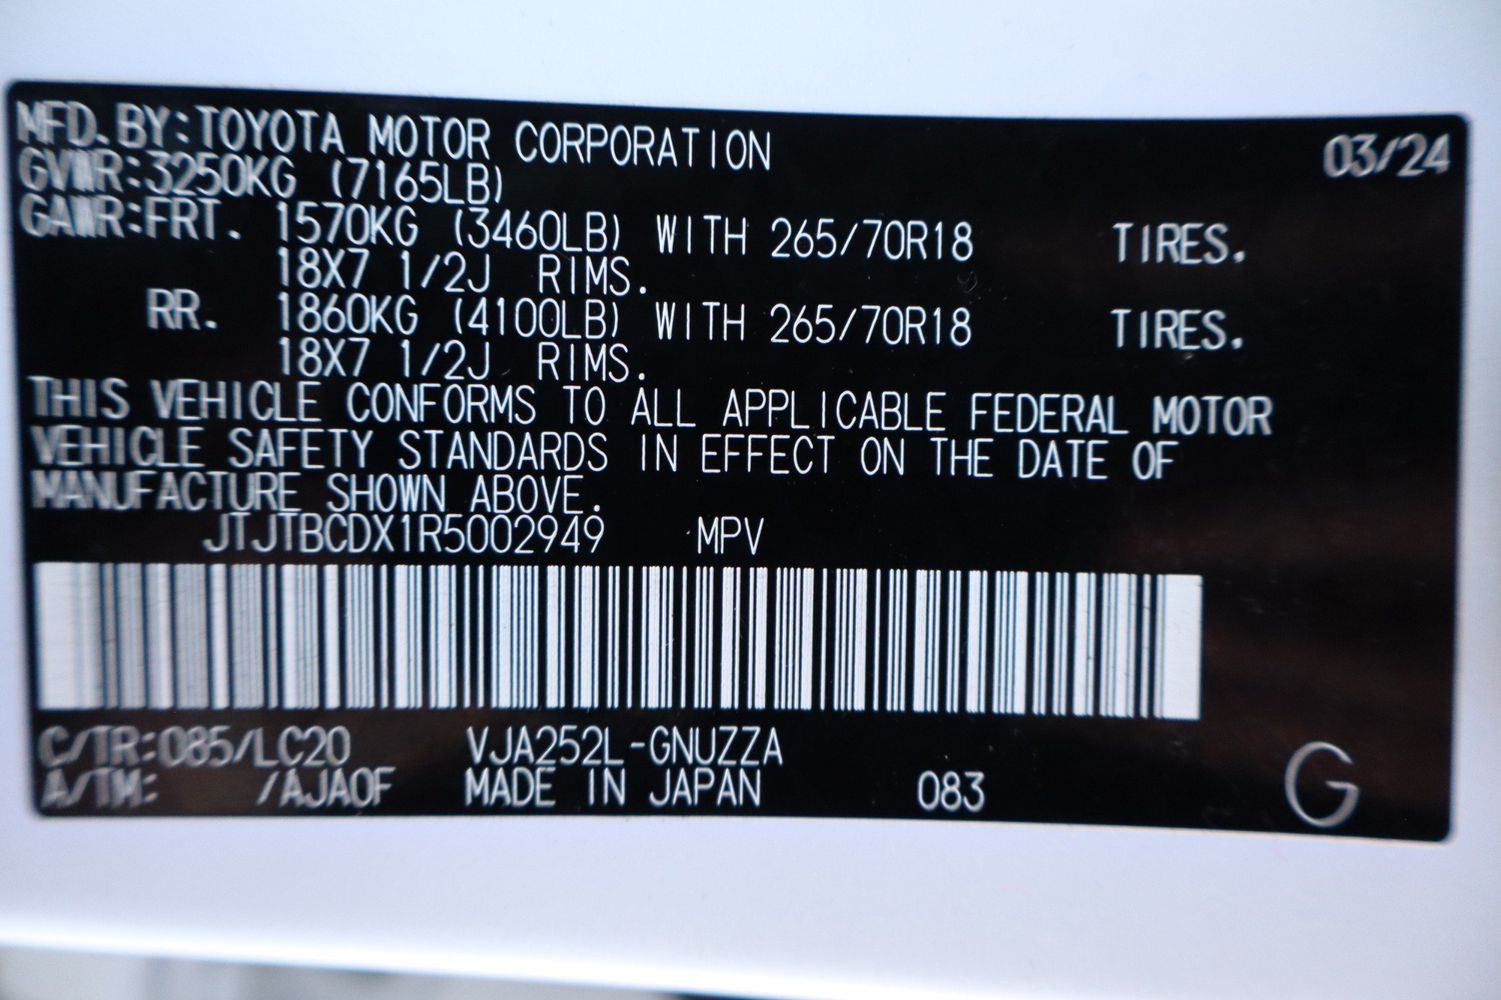 MFD. BY: TOYOTA MOTOR CORPORATION 03/24
GVWR: 3250KG (7165LB)
GAWR: FRT. 1570KG (3460LB) WITH 265/70R18 TIRES.
18X7 1/2J RIMS.
RR. 1860KG (4100LB) WITH 265/70R18 TIRES.
18X7 1/2J RIMS.
THIS VEHICLE CONFORMS TO ALL APPLICABLE FEDERAL MOTOR
VEHICLE SAFETY STANDARDS IN EFFECT ON THE DATE OF
MANUFACTURE SHOWN ABOVE.
JTJTBCDX1R5002949 MPV
C/TR: 085/LC20 VJA252L-GNUZZA
A/TM: /AJA0F MADE IN JAPAN 083 G